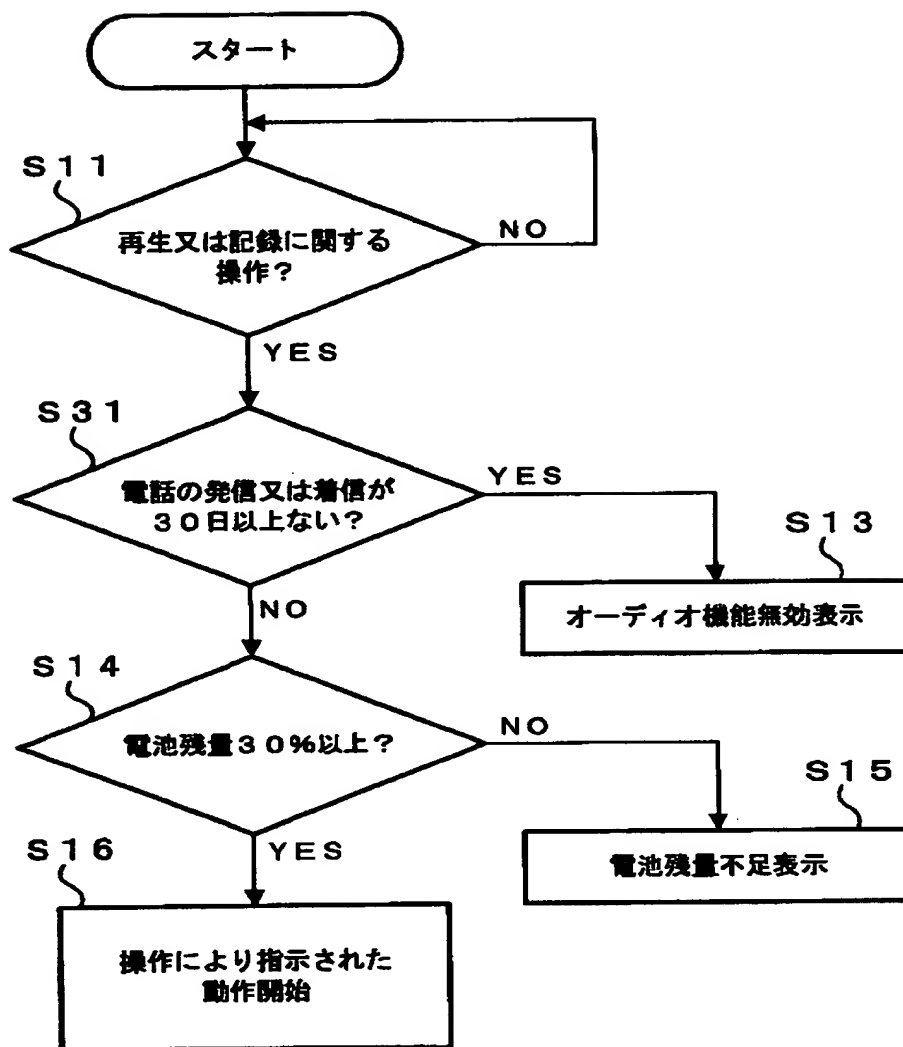 スタート
S11
再生又は記録に関する
操作？
NO
YES
S31
電話の発信又は着信が
３０日以上ない？
YES
S13
オーディオ機能無効表示
NO
S14
電池残量３０％以上？
NO
S15
電池残量不足表示
YES
S16
操作により指示された
動作開始